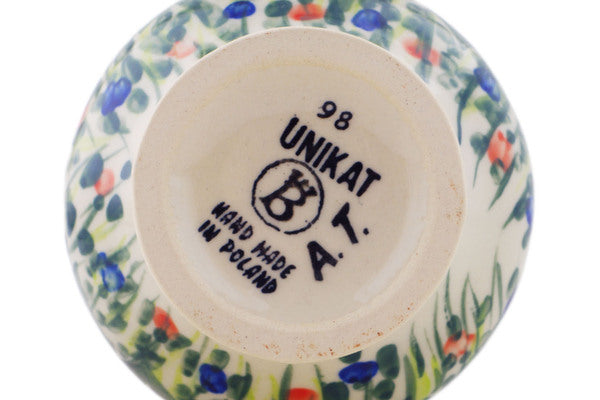 98
UNIKAT
B
A.T.
HAND MADE
IN POLAND